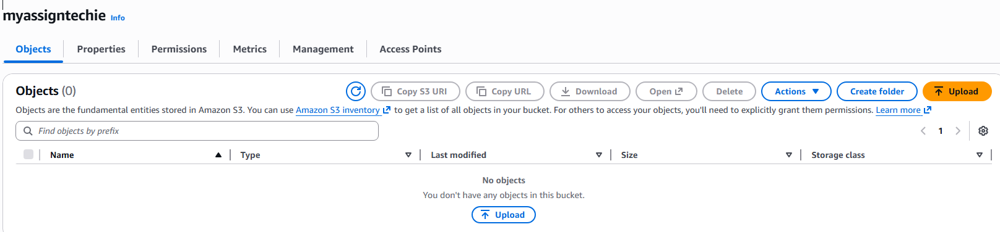 myassigntechie Info
Objects Properties Permissions Metrics Management Access Points
Objects (0) Copy S3 URI Copy URL Download Open Delete Actions Create folder Upload
Objects are the fundamental entities stored in Amazon S3. You can use Amazon S3 inventory to get a list of all objects in your bucket. For others to access your objects, you'll need to explicitly grant them permissions. Learn more
Find objects by prefix 1
Name Type Last modified Size Storage class
No objects
You don't have any objects in this bucket.
Upload